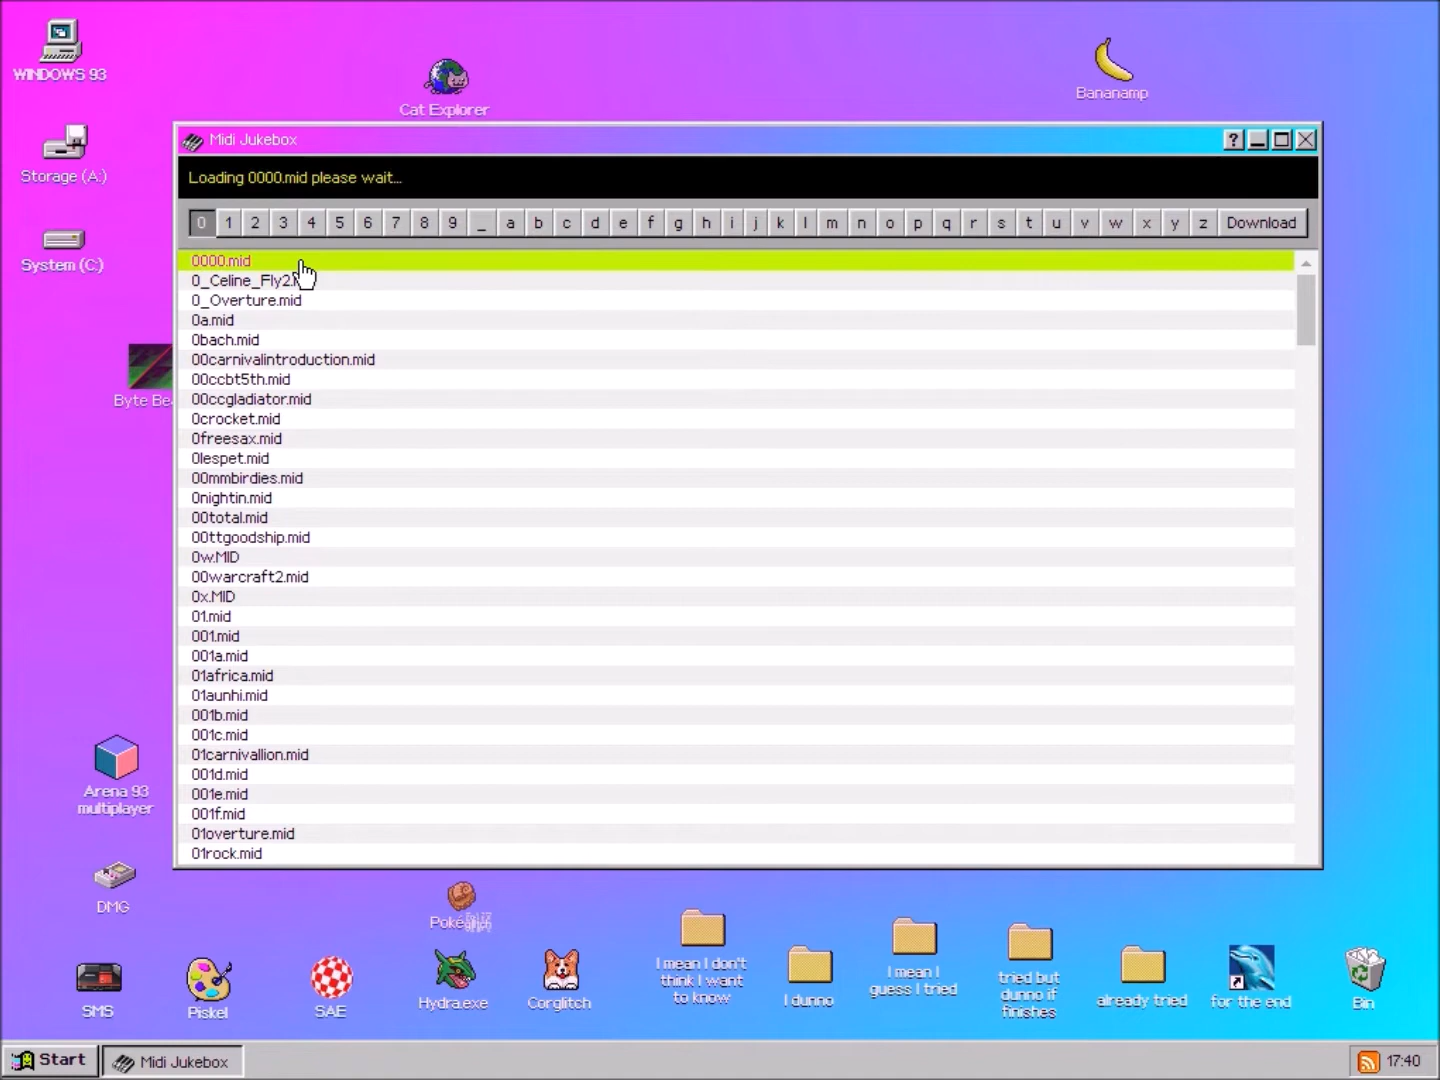 WINDOWS 93
Cat Explorer
Bananamp
Storage (A:)
System (C:)
Midi Jukebox
?
Loading 0000.mid please wait...
0 1 2 3 4 5 6 7 8 9 _ a b c d e f g h i j k l m n o p q r s t u v w x y z Download
0000.mid
0_Celine_Fly2.
0_Overture.mid
0a.mid
0bach.mid
00carnivalintroduction.mid
00ccbt5th.mid
00ccgladiator.mid
0crocket.mid
0freesax.mid
0lespet.mid
00mmbirdies.mid
0nightin.mid
00total.mid
00ttgoodship.mid
0w.MID
00warcraft2.mid
0x.MID
01.mid
001.mid
001a.mid
01africa.mid
01aunhi.mid
001b.mid
001c.mid
01carnivallion.mid
001d.mid
001e.mid
001f.mid
01overture.mid
01rock.mid
Byte Be
Arena 93
multiplayer
DMG
SMS
Piskel
SAE
Hydra.exe
Corglitch
I mean I don't
think I want
to know
I dunno
I mean I
guess I tried
tried but
dunno if
finishes
already tried
for the end
Bin
Start
Midi Jukebox
17:40